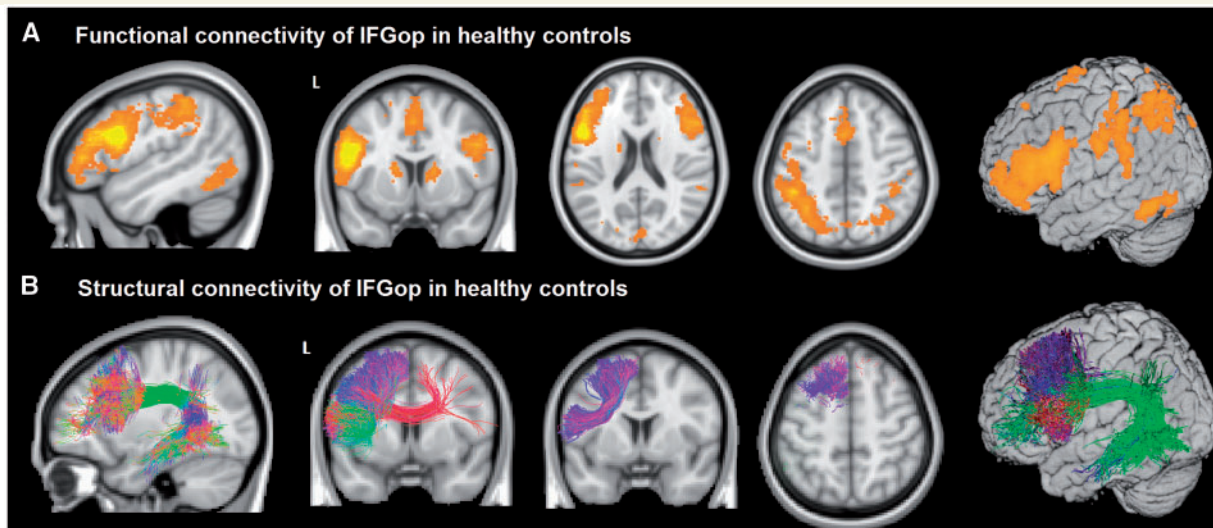 A Functional connectivity of IFGop in healthy controls
L
B Structural connectivity of IFGop in healthy controls
L